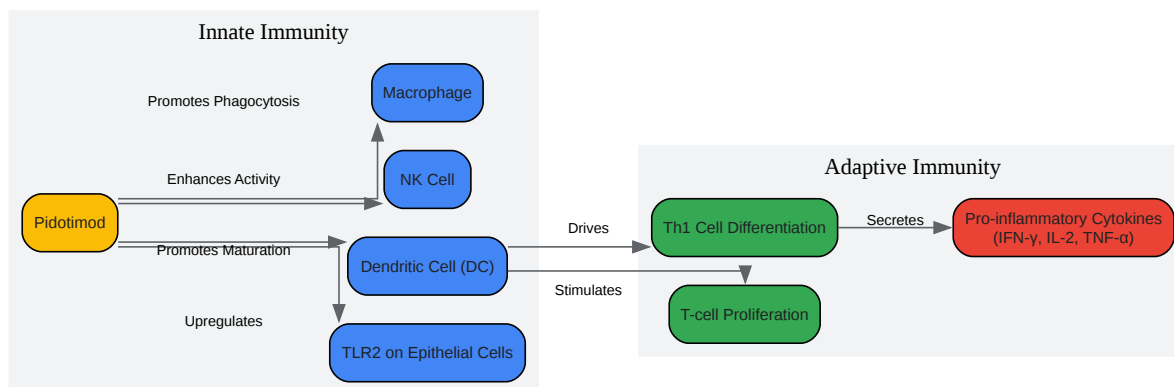 Innate Immunity
Macrophage
Promotes Phagocytosis
NK Cell
Enhances Activity
Pidotimod
Promotes Maturation
Dendritic Cell (DC)
Upregulates
TLR2 on Epithelial Cells
Drives
Stimulates
Adaptive Immunity
Th1 Cell Differentiation
Secretes
Pro-inflammatory Cytokines
(IFN-γ, IL-2, TNF-α)
T-cell Proliferation